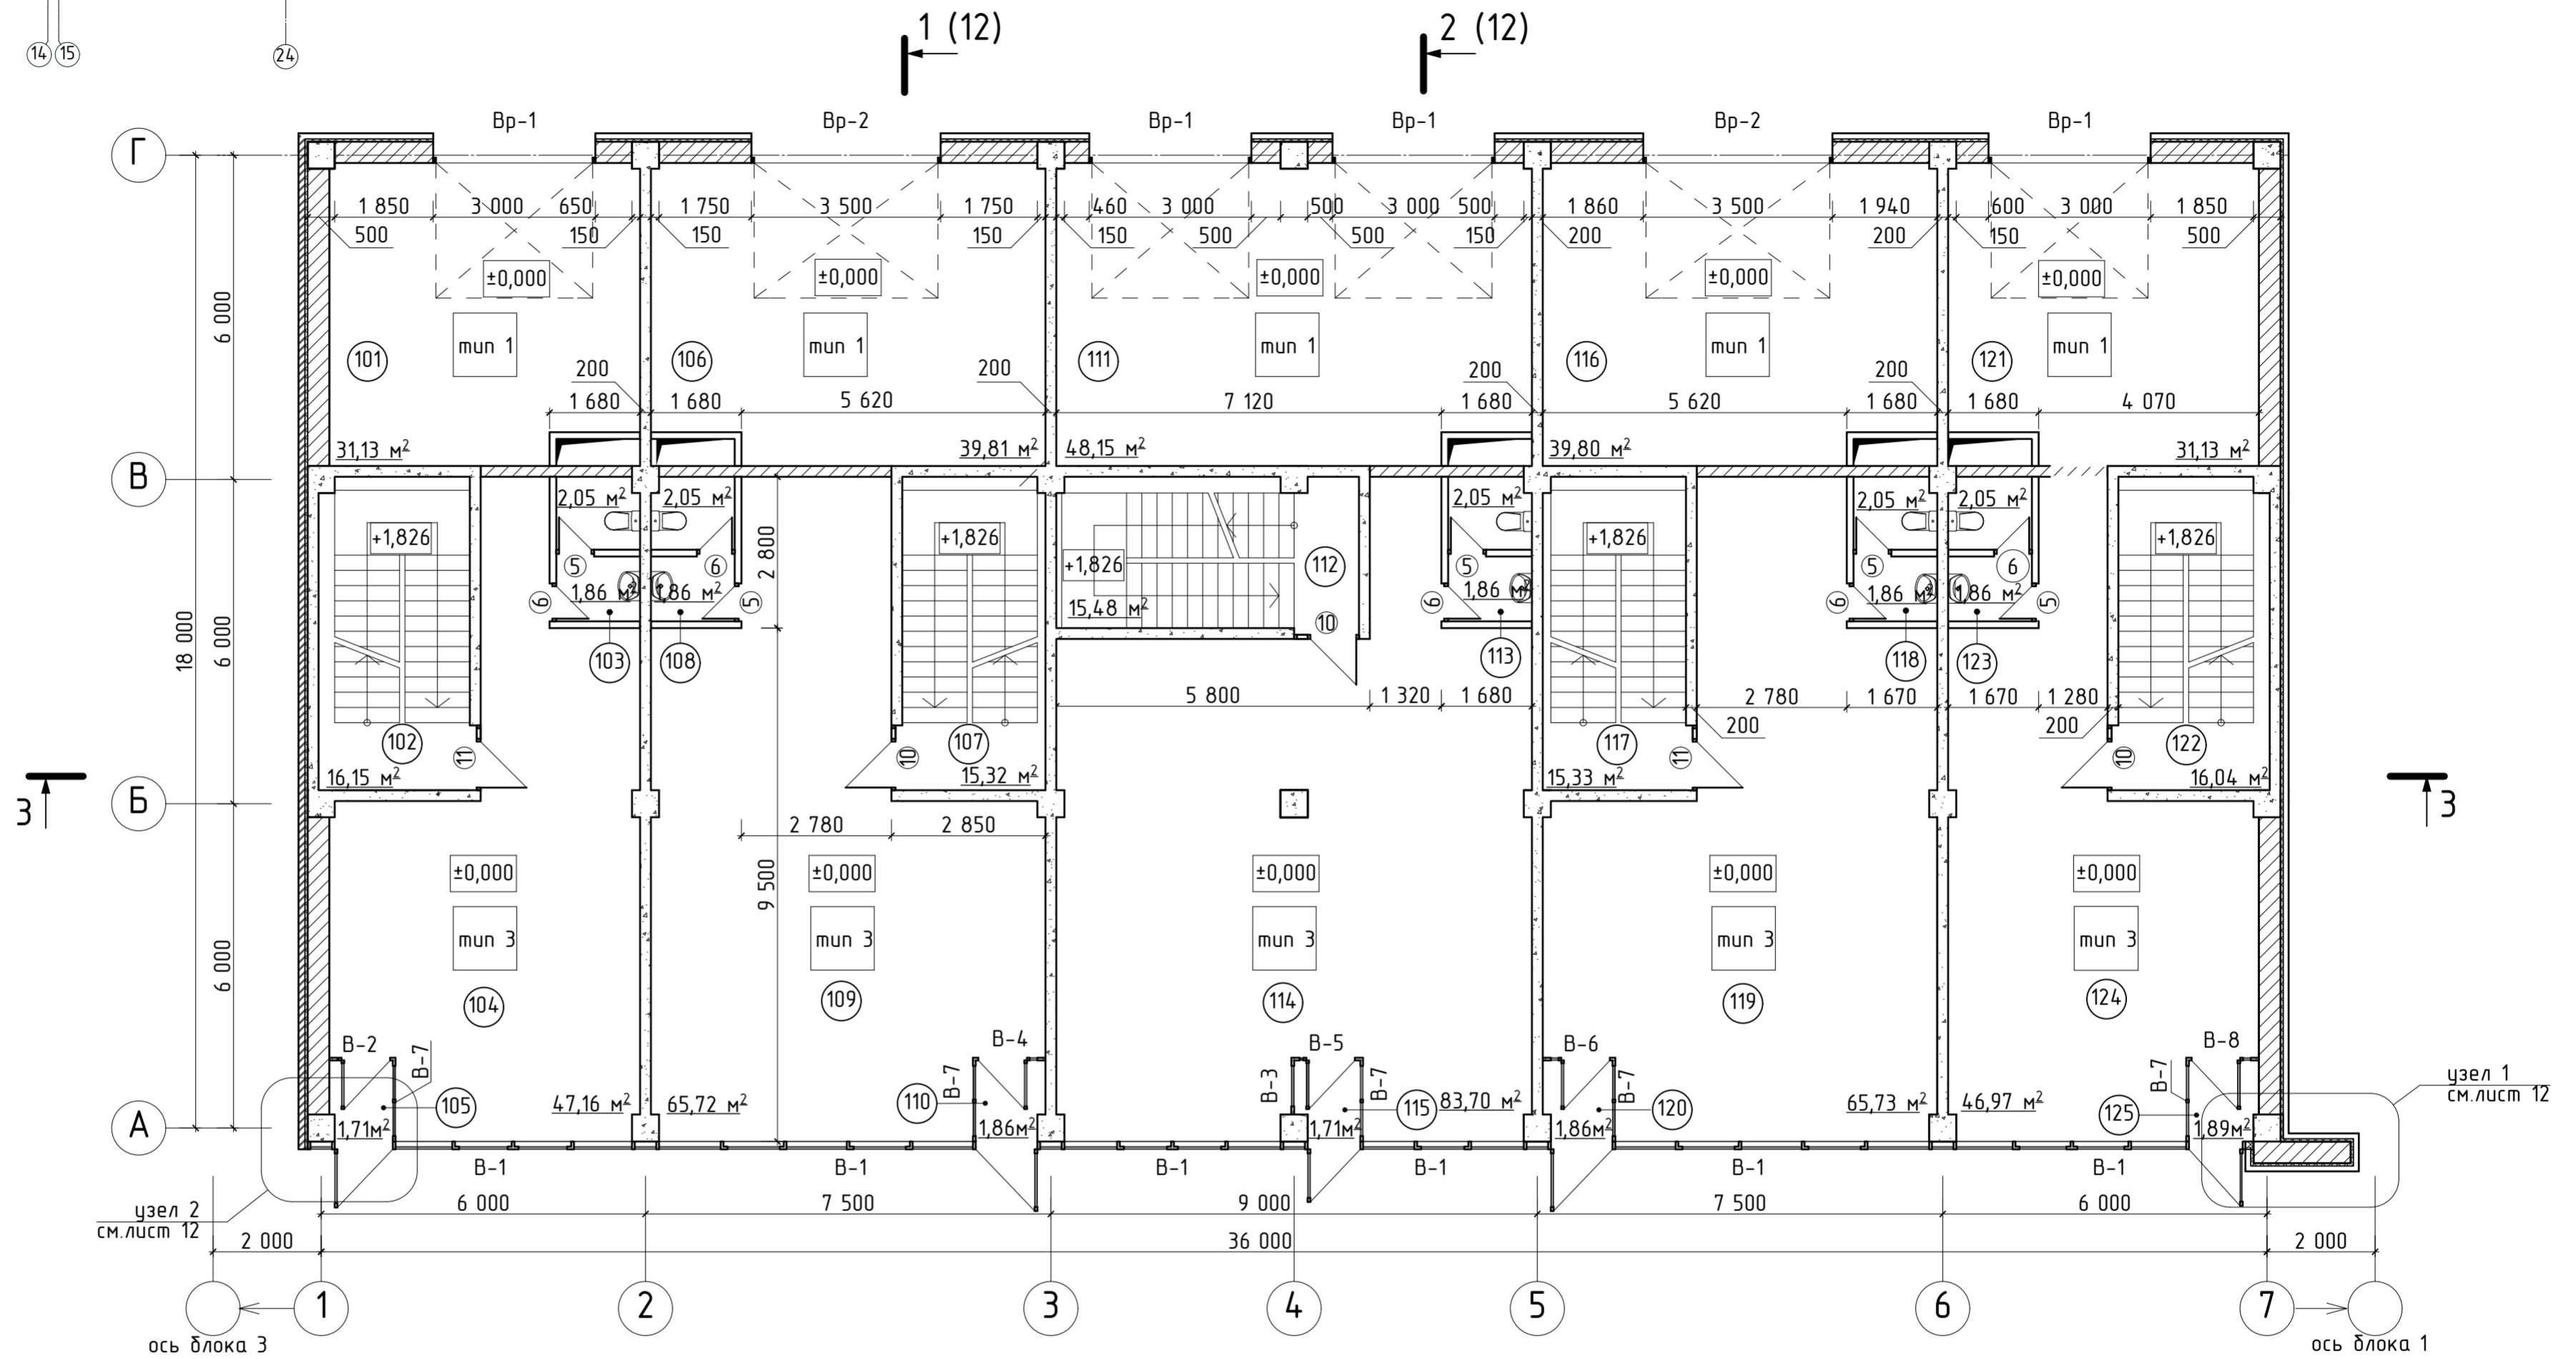 1 (12) 2 (12)
14 15 24
Вр-1 Вр-2 Вр-1 Вр-1 Вр-2 Вр-1
Г
1 850 3 000 650 1 750 3 500 1 750 460 3 000 500 3 000 500 1 860 3 500 1 940 600 3 000 1 850
500 150 150 150 150 500 500 150 200 200 150 500
±0,000 ±0,000 ±0,000 ±0,000 ±0,000
6 000
тип 1 тип 1 тип 1 тип 1 тип 1
101 106 111 116 121
200 200 200 200
1 680 1 680 5 620 7 120 1 680 5 620 1 680 1 680 4 070
31,13 м² 39,81 м² 48,15 м² 39,80 м² 31,13 м²
В
2,05 м² 2,05 м² 2,05 м² 2,05 м² 2,05 м²
+1,826 +1,826 +1,826 +1,826
2 800
+1,826 112
5 6 5 5 6
1,86 м² 1,86 м² 1,86 м² 1,86 м² 1,86 м²
6 5 6 6 5
15,48 м² 10
18 000 6 000
103 108 113 118 123
5 800 1 320 1 680 2 780 1 670 1 670 1 280
200 200
102 11 10 107 117 11 10 122
16,15 м² 15,32 м² 15,33 м² 16,04 м²
3 Б 3
2 780 2 850
±0,000 ±0,000 ±0,000 ±0,000 ±0,000
9 500
тип 3 тип 3 тип 3 тип 3 тип 3
6 000
104 109 114 119 124
В-2 В-7 В-7 В-4 В-3 В-5 В-7 В-6 В-7 В-7 В-8
узел 1
см.лист 12
105 47,16 м² 65,72 м² 110 115 83,70 м² 120 65,73 м² 46,97 м² 125
А
1,71м² 1,86м² 1,71м² 1,86м² 1,89м²
В-1 В-1 В-1 В-1 В-1 В-1
узел 2
см.лист 12
6 000 7 500 9 000 7 500 6 000
2 000 36 000 2 000
1 2 3 4 5 6 7
ось блока 3 ось блока 1